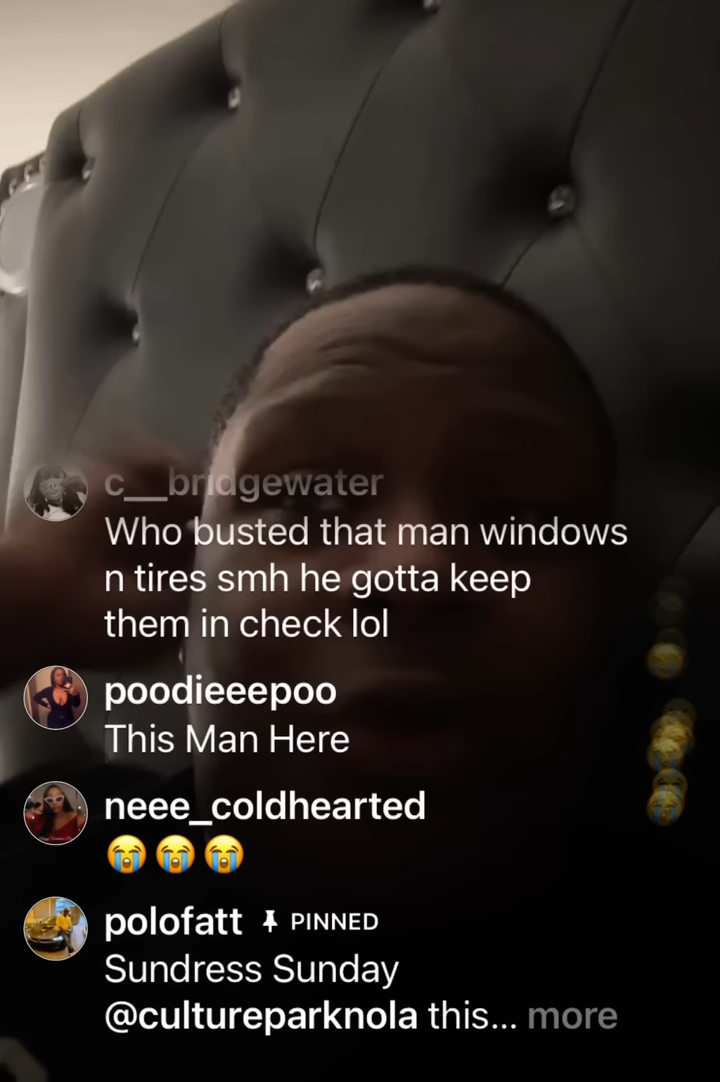 c__bridgewater
Who busted that man windows
n tires smh he gotta keep
them in check lol
poodieeepoo
This Man Here
neee_coldhearted
😭😭😭
polofatt 📌 PINNED
Sundress Sunday
@cultureparknola this... more